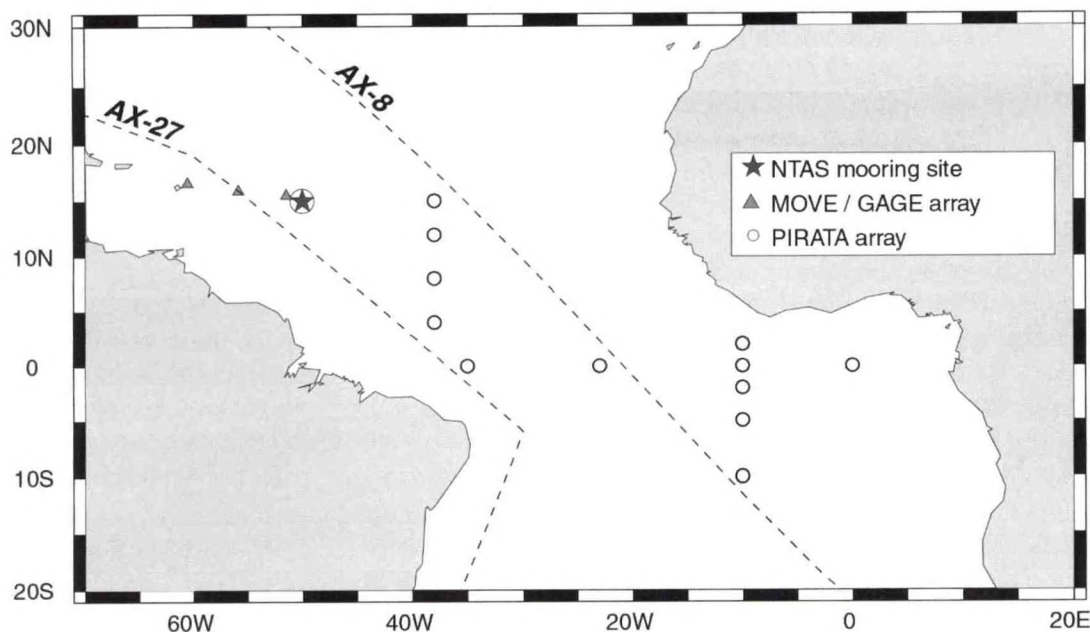 30N
20N
10N
0
10S
20S
AX-27
AX-8
NTAS mooring site
MOVE / GAGE array
PIRATA array
60W
40W
20W
0
20E